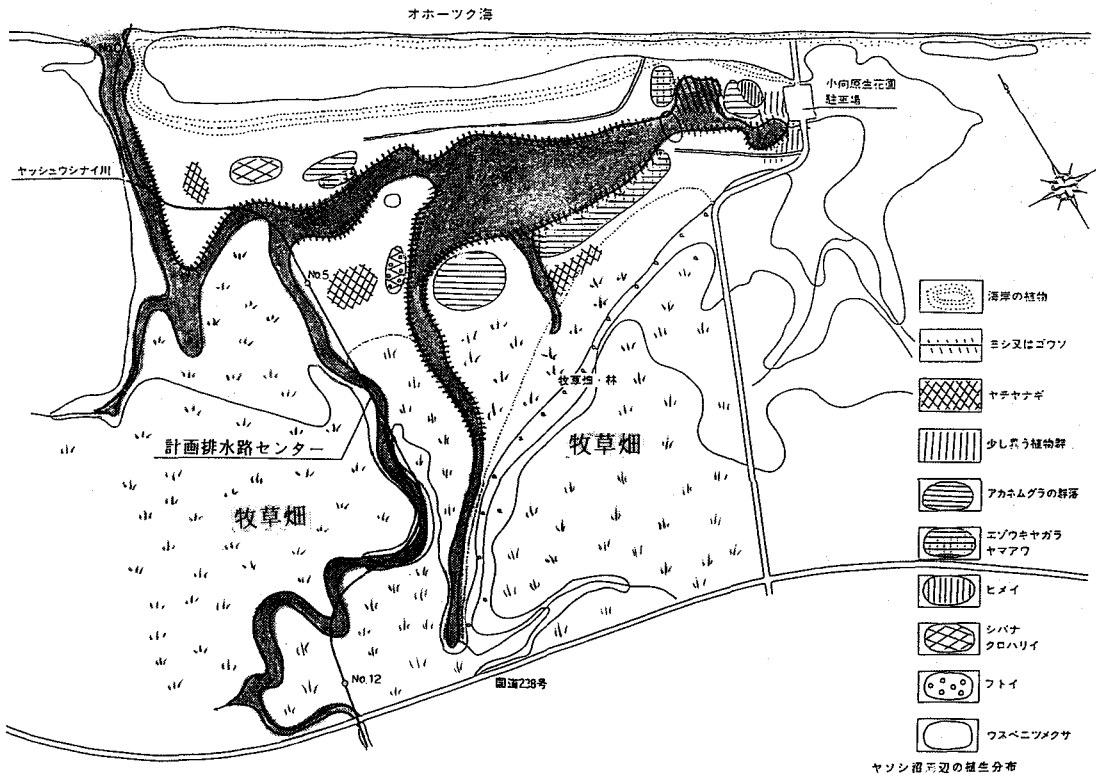 オホーツク海
小向原生花園
駐車場
ヤッシュウシナイ川
No.5
海岸の植物
ヨシ又はゴウソ
牧草畑・林
ヤチヤナギ
計画排水路センター
牧草畑
少し異う植物群
牧草畑
アカネムグラの群落
エゾウキヤガラ
ヤマアワ
ヒメイ
シバナ
クロハリイ
No.12
国道238号
フトイ
ウスベニツメクサ
ヤソシ沼周辺の植生分布